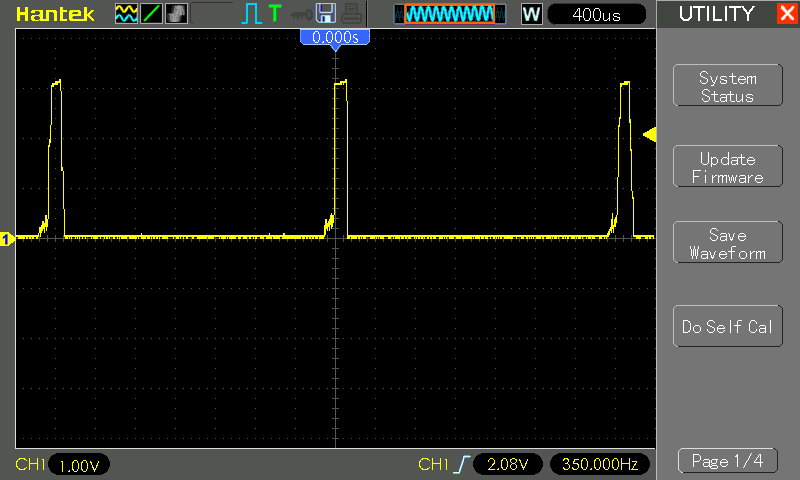 Hantek
T
W
400us
UTILITY
X
0.000s
System
Status
Update
Firmware
Save
Waveform
Do Self Cal
1
CH1
1.00V
CH1
2.08V
350.000Hz
Page 1/4